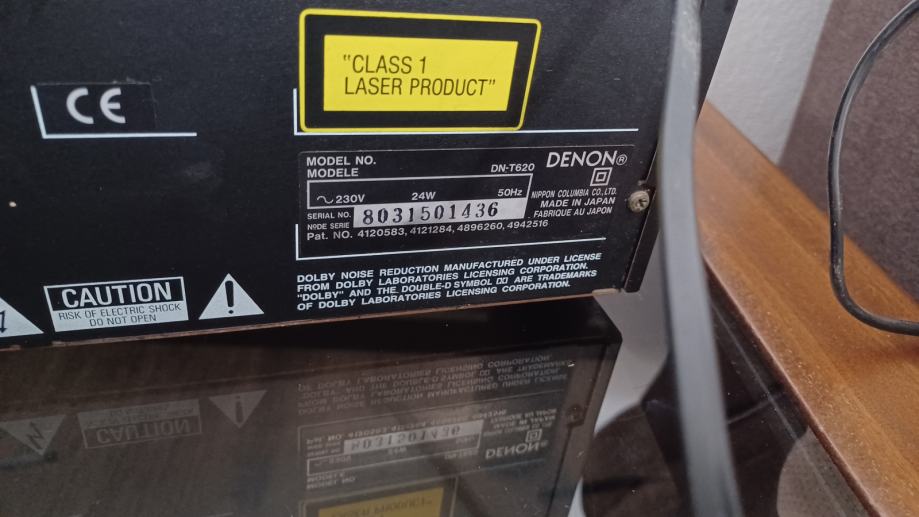 "CLASS 1
LASER PRODUCT"
CE
MODEL NO.
MODELE
DN-T620
DENON®
~230V 24W 50Hz
NIPPON COLUMBIA CO.,LTD.
MADE IN JAPAN
FABRIQUE AU JAPON
SERIAL NO.
NODE SERIE
8031501436
Pat. NO. 4120583, 4121284, 4896260, 4942516
DOLBY NOISE REDUCTION MANUFACTURED UNDER LICENSE
FROM DOLBY LABORATORIES LICENSING CORPORATION.
"DOLBY" AND THE DOUBLE-D SYMBOL DD ARE TRADEMARKS
OF DOLBY LABORATORIES LICENSING CORPORATION.
CAUTION
RISK OF ELECTRIC SHOCK
DO NOT OPEN